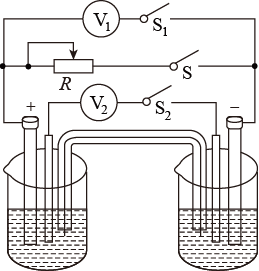 V₁ S₁
R S
+ V₂ S₂ −